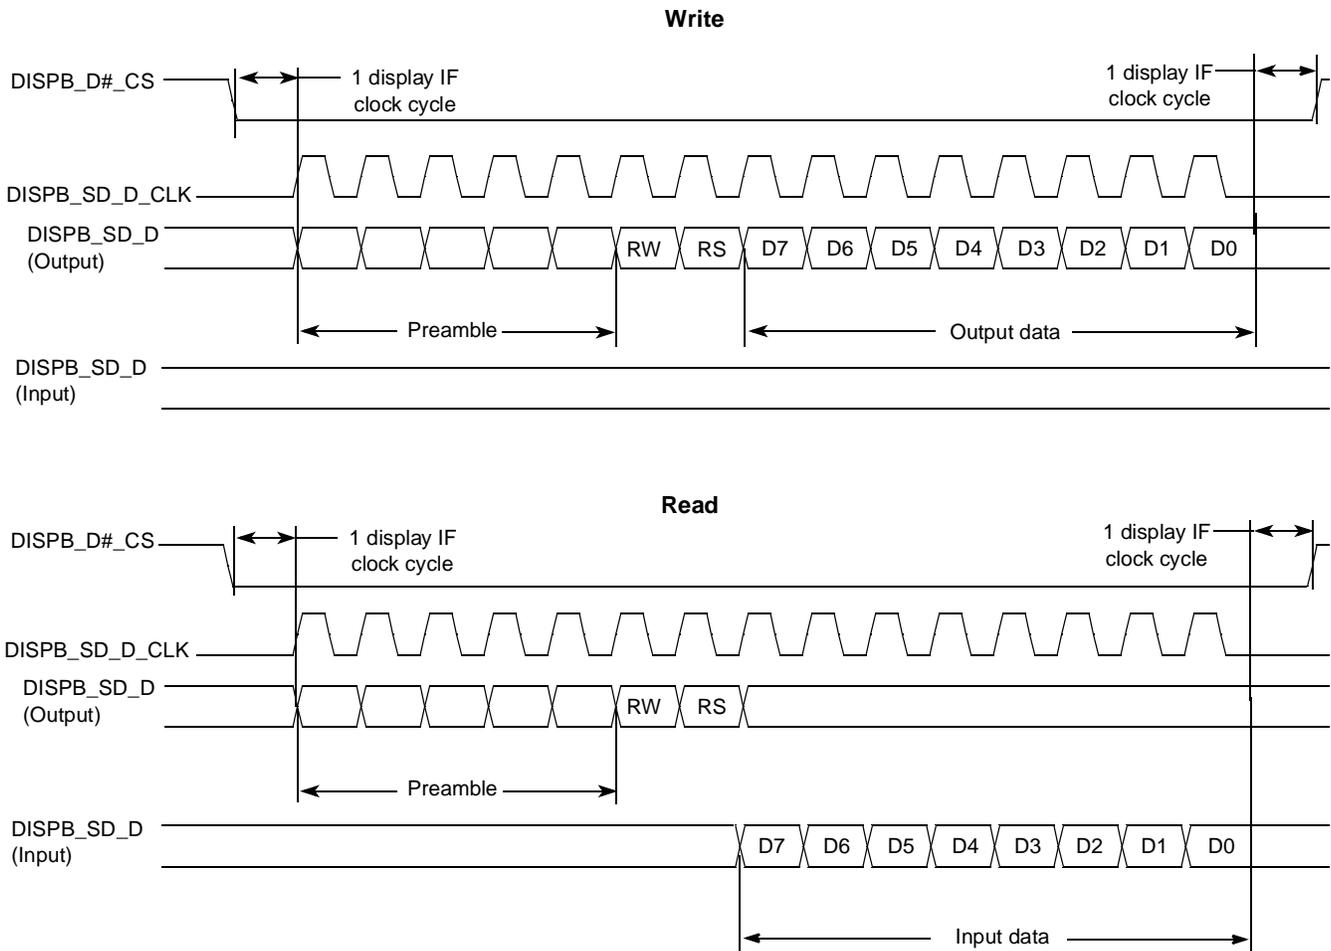 Write
DISPB_D#_CS
1 display IF
clock cycle
1 display IF
clock cycle
DISPB_SD_D_CLK
DISPB_SD_D
(Output)
RW RS D7 D6 D5 D4 D3 D2 D1 D0
Preamble
Output data
DISPB_SD_D
(Input)
Read
DISPB_D#_CS
1 display IF
clock cycle
1 display IF
clock cycle
DISPB_SD_D_CLK
DISPB_SD_D
(Output)
RW RS
Preamble
DISPB_SD_D
(Input)
D7 D6 D5 D4 D3 D2 D1 D0
Input data